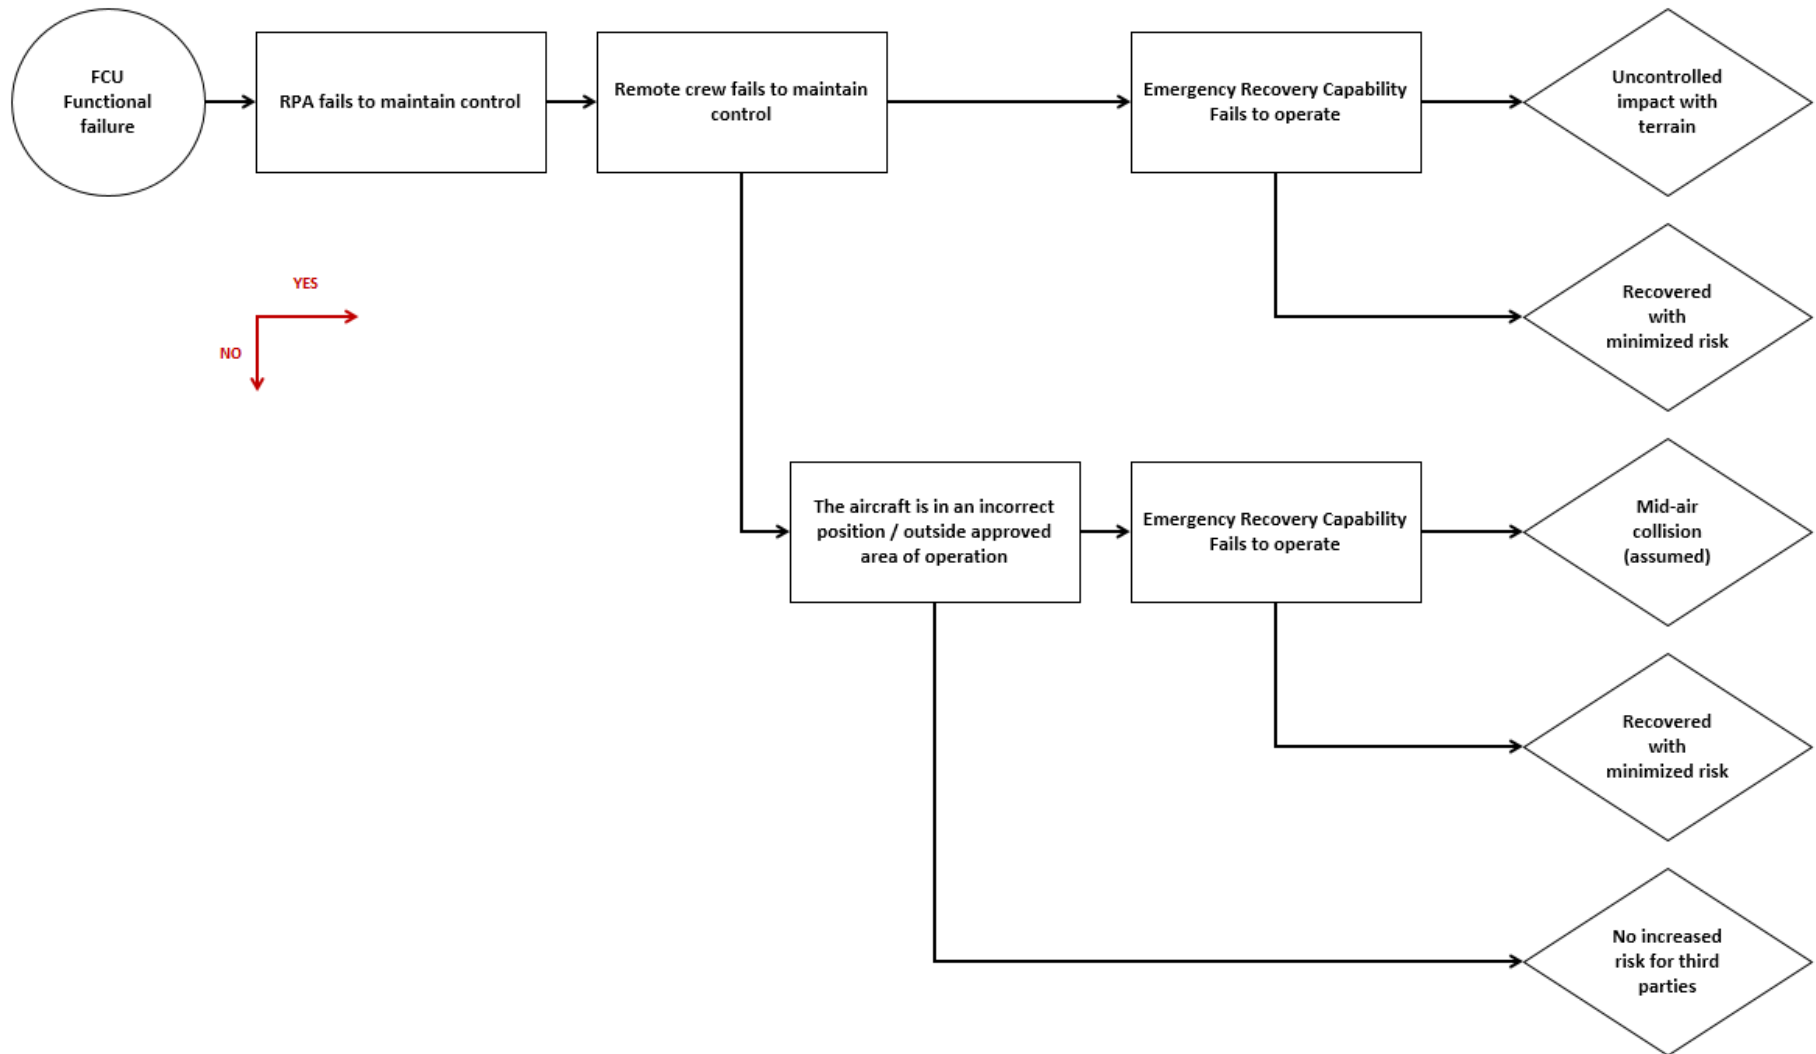 FCU
Functional
failure
RPA fails to maintain control
Remote crew fails to maintain
control
Emergency Recovery Capability
Fails to operate
Uncontrolled
impact with
terrain
YES
NO
Recovered
with
minimized risk
The aircraft is in an incorrect
position / outside approved
area of operation
Emergency Recovery Capability
Fails to operate
Mid-air
collision
(assumed)
Recovered
with
minimized risk
No increased
risk for third
parties